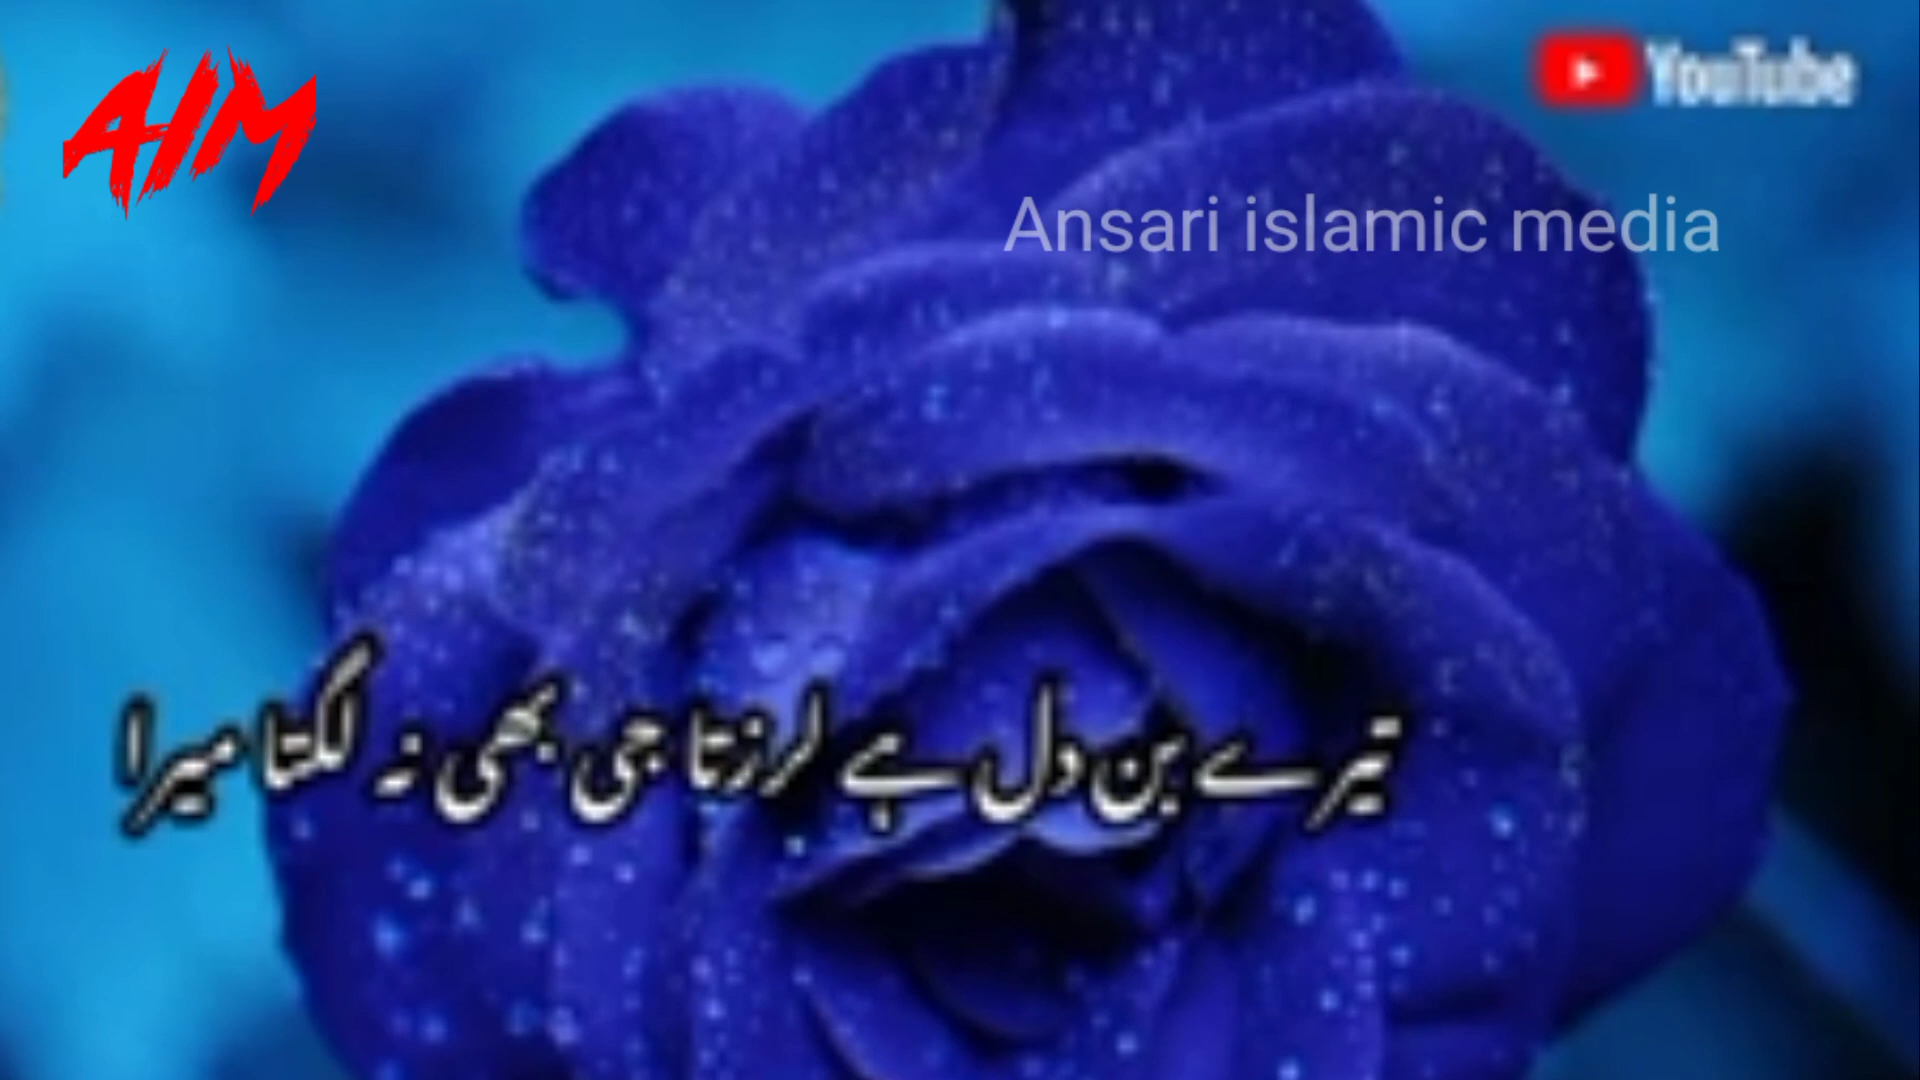 AIM
YouTube
Ansari islamic media
تیرے بن دل ہے لرزتا جی بھی نہ لگتا میرا